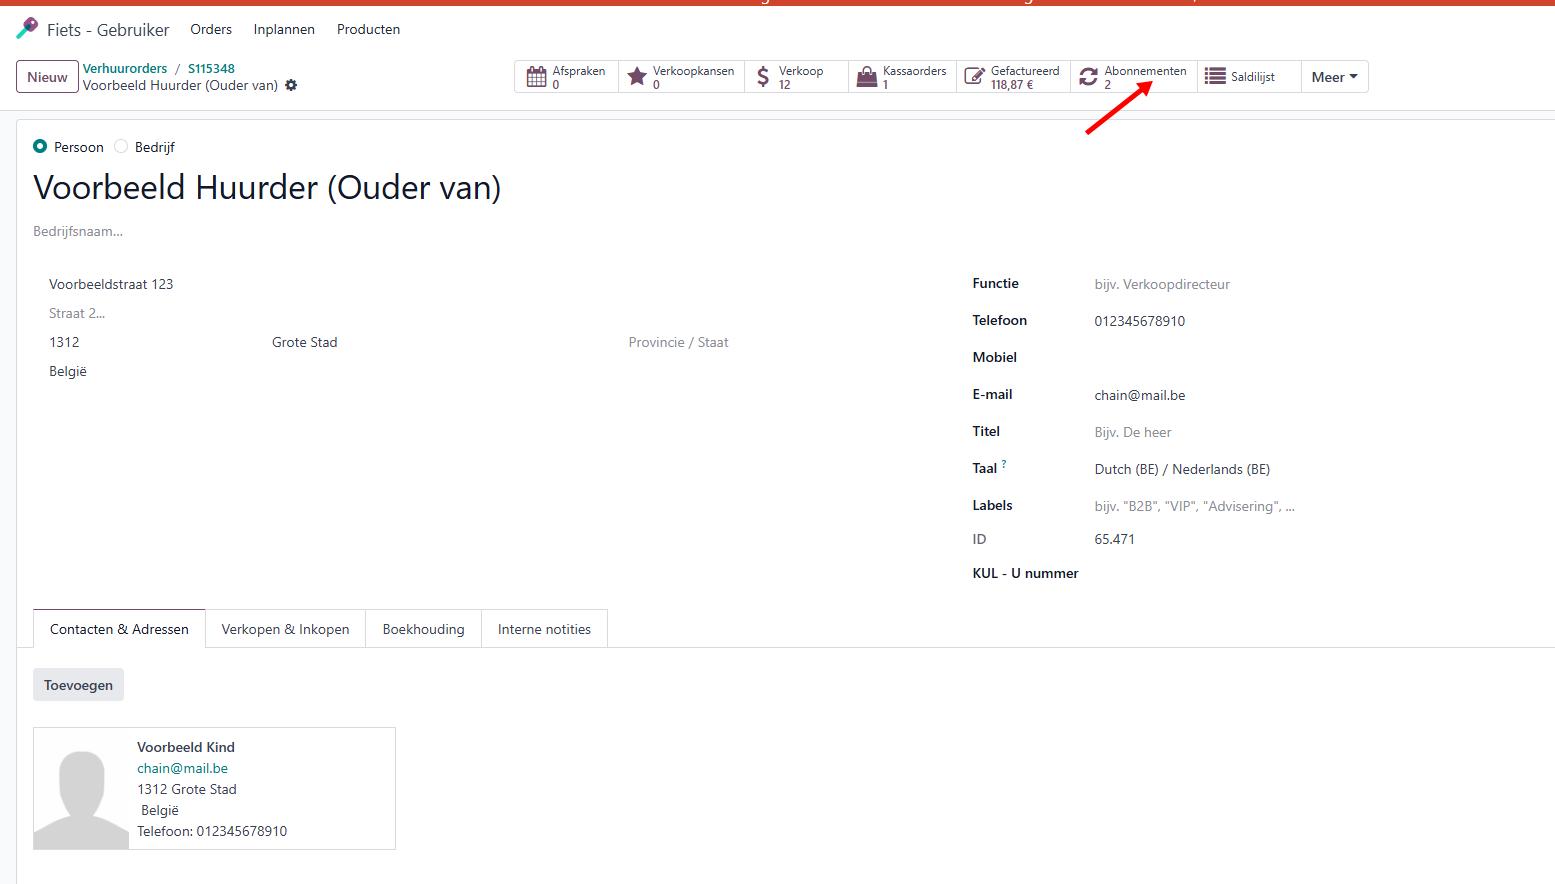 Fiets - Gebruiker Orders Inplannen Producten
Nieuw
Verhuurorders / S115348
Voorbeeld Huurder (Ouder van)
Afspraken
0
Verkoopkansen
0
Verkoop
12
Kassaorders
1
Gefactureerd
118,87 €
Abonnementen
2
Saldilijst
Meer
Persoon Bedrijf
Voorbeeld Huurder (Ouder van)
Bedrijfsnaam...
Voorbeeldstraat 123
Straat 2...
1312 Grote Stad Provincie / Staat
België
Functie bijv. Verkoopdirecteur
Telefoon 012345678910
Mobiel
E-mail chain@mail.be
Titel Bijv. De heer
Taal ? Dutch (BE) / Nederlands (BE)
Labels bijv. "B2B", "VIP", "Advisering", ...
ID 65.471
KUL - U nummer
Contacten & Adressen Verkopen & Inkopen Boekhouding Interne notities
Toevoegen
Voorbeeld Kind
chain@mail.be
1312 Grote Stad
België
Telefoon: 012345678910